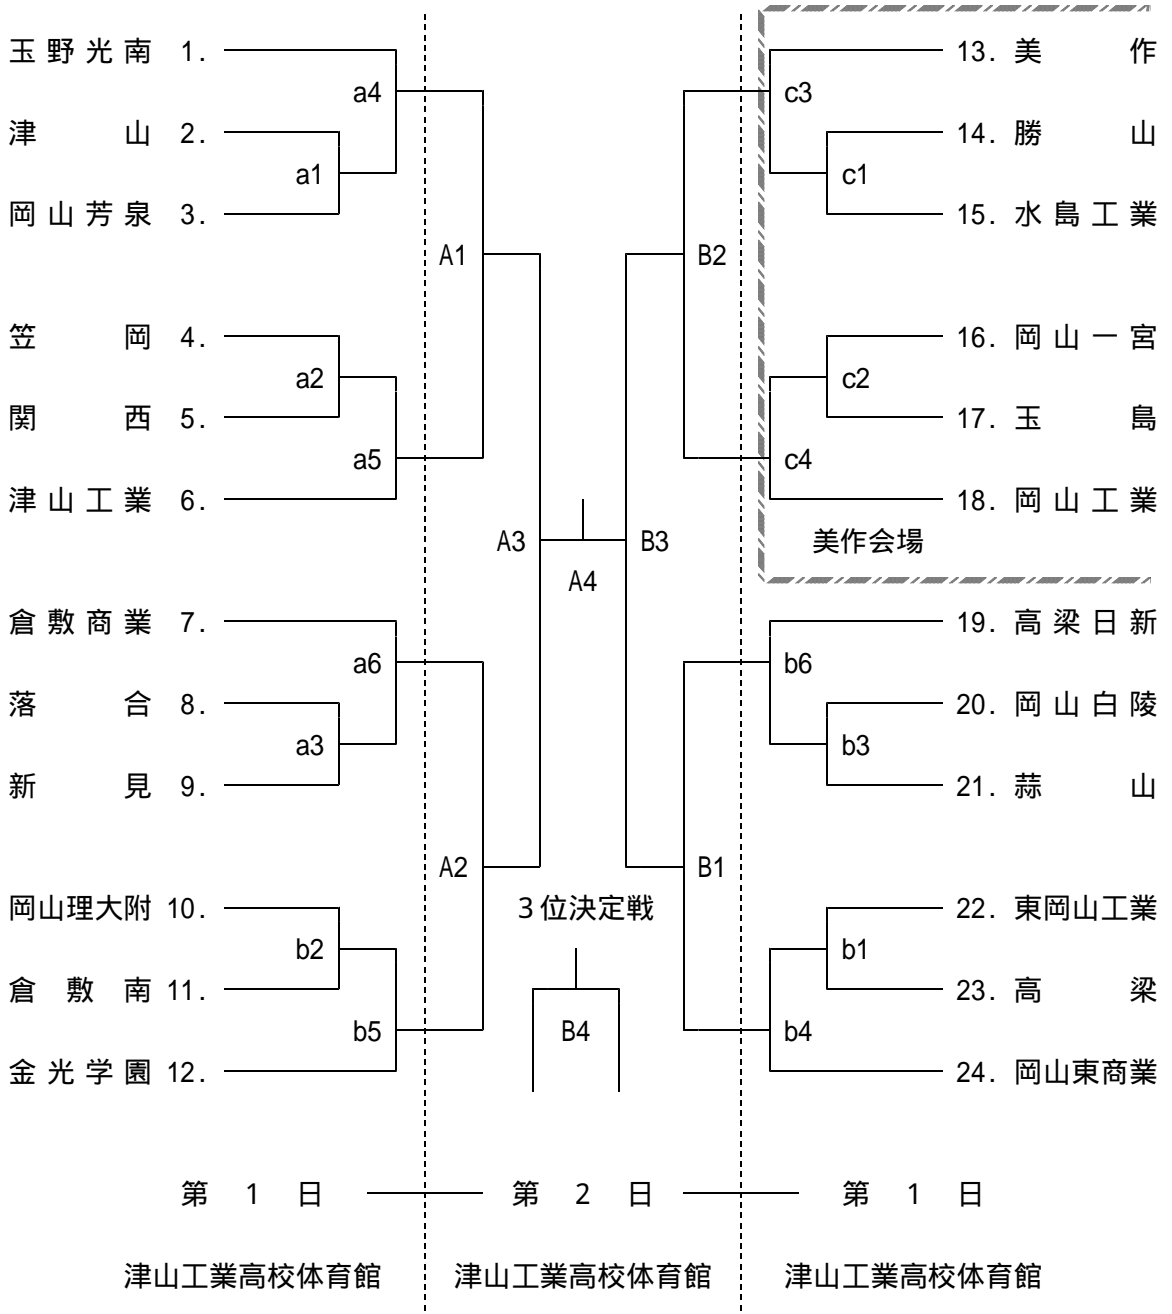 玉野光南 1.
津山 2.
岡山芳泉 3.
笠岡 4.
関西 5.
津山工業 6.
倉敷商業 7.
落合 8.
新見 9.
岡山理大附 10.
倉敷南 11.
金光学園 12.
a4
a1
a2
a5
a6
a3
b2
b5
A1
A2
A3
A4
B3
B2
B1
3位決定戦
B4
c3
c1
c2
c4
b6
b3
b1
b4
13. 美作
14. 勝山
15. 水島工業
16. 岡山一宮
17. 玉島
18. 岡山工業
美作会場
19. 高梁日新
20. 岡山白陵
21. 蒜山
22. 東岡山工業
23. 高梁
24. 岡山東商業
第1日 第2日 第1日
津山工業高校体育館 津山工業高校体育館 津山工業高校体育館